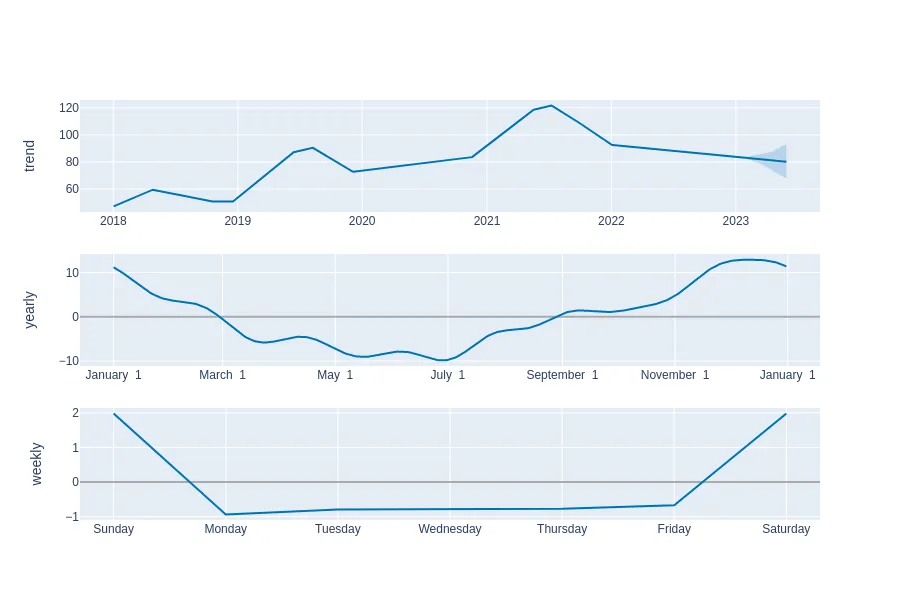 trend
120
100
80
60
2018 2019 2020 2021 2022 2023
yearly
10
0
−10
January 1 March 1 May 1 July 1 September 1 November 1 January 1
weekly
2
1
0
−1
Sunday Monday Tuesday Wednesday Thursday Friday Saturday